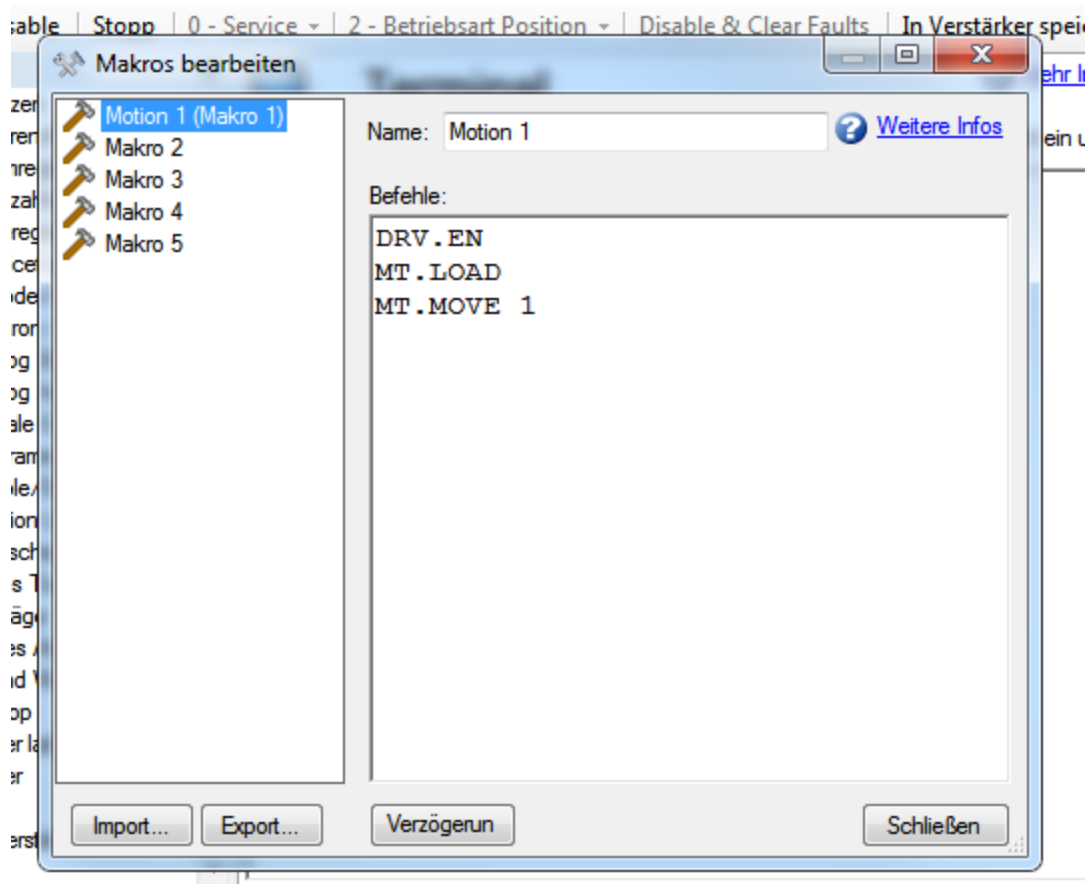 Stopp 0 - Service 2 - Betriebsart Position Disable & Clear Faults In Verstärker
Makros bearbeiten
Terminal
Motion 1 (Makro 1)
Makro 2
Makro 3
Makro 4
Makro 5
Name: Motion 1
Weitere Infos
Befehle:
DRV.EN
MT.LOAD
MT.MOVE 1
Import... Export... Verzögerun Schließen